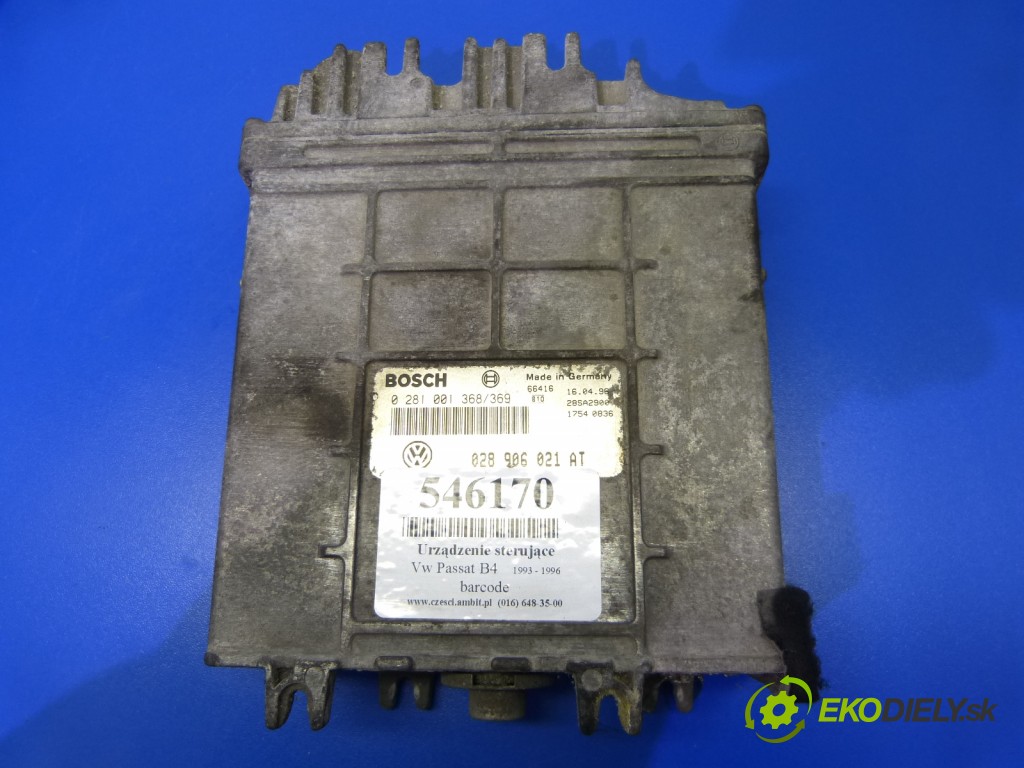 BOSCH
Made in Germany
0 281 001 368/369
66416
16.04.96
B10
28SA2900
1754 0836
028 906 021 AT
546170
Urządzenie sterujące
Vw Passat B4 1993 - 1996
barcode
www.czesci.ambit.pl (016) 648-35-00
EKODIELY.sk